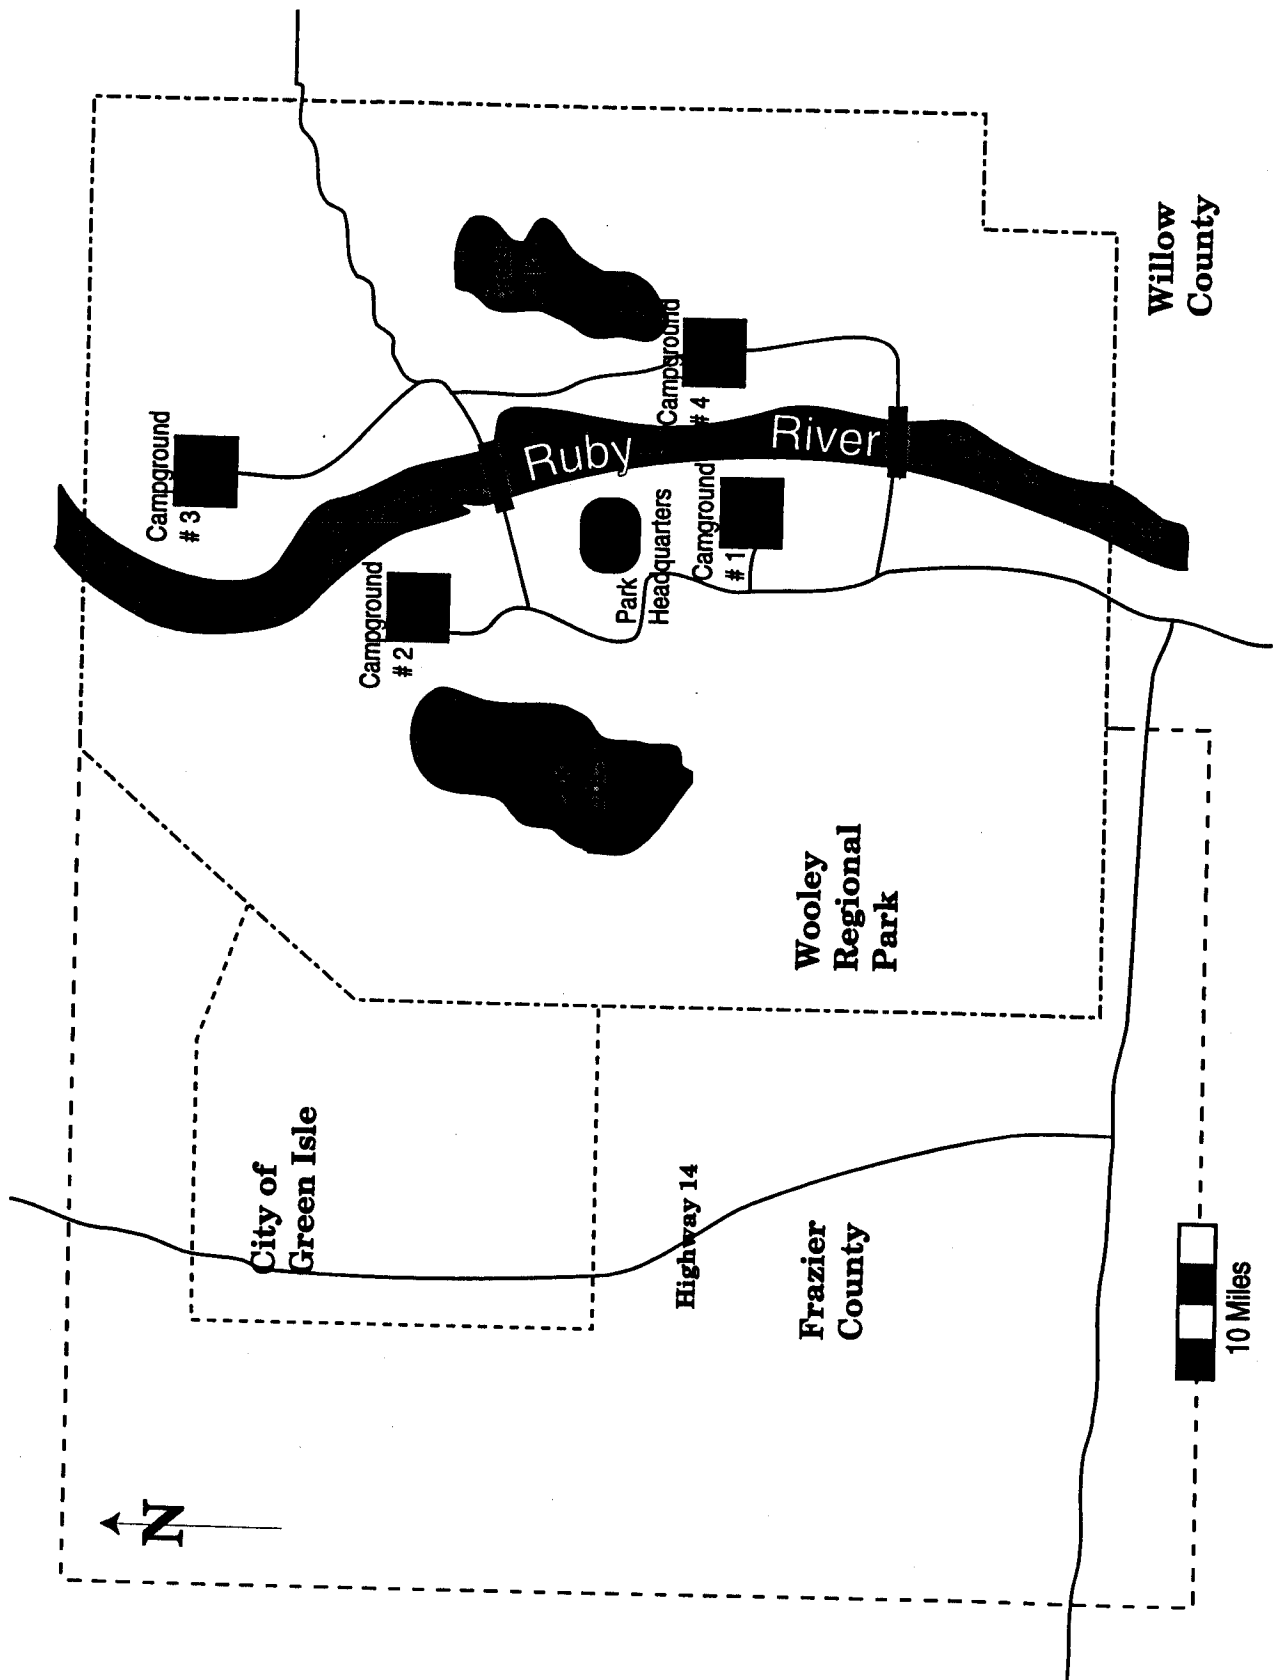 Campground
# 3
Campground
# 2
Ruby River
Park
Headquarters
Camground
# 1
Campground
# 4
Willow
County
Wooley
Regional
Park
City of
Green Isle
Highway 14
Frazier
County
N
10 Miles